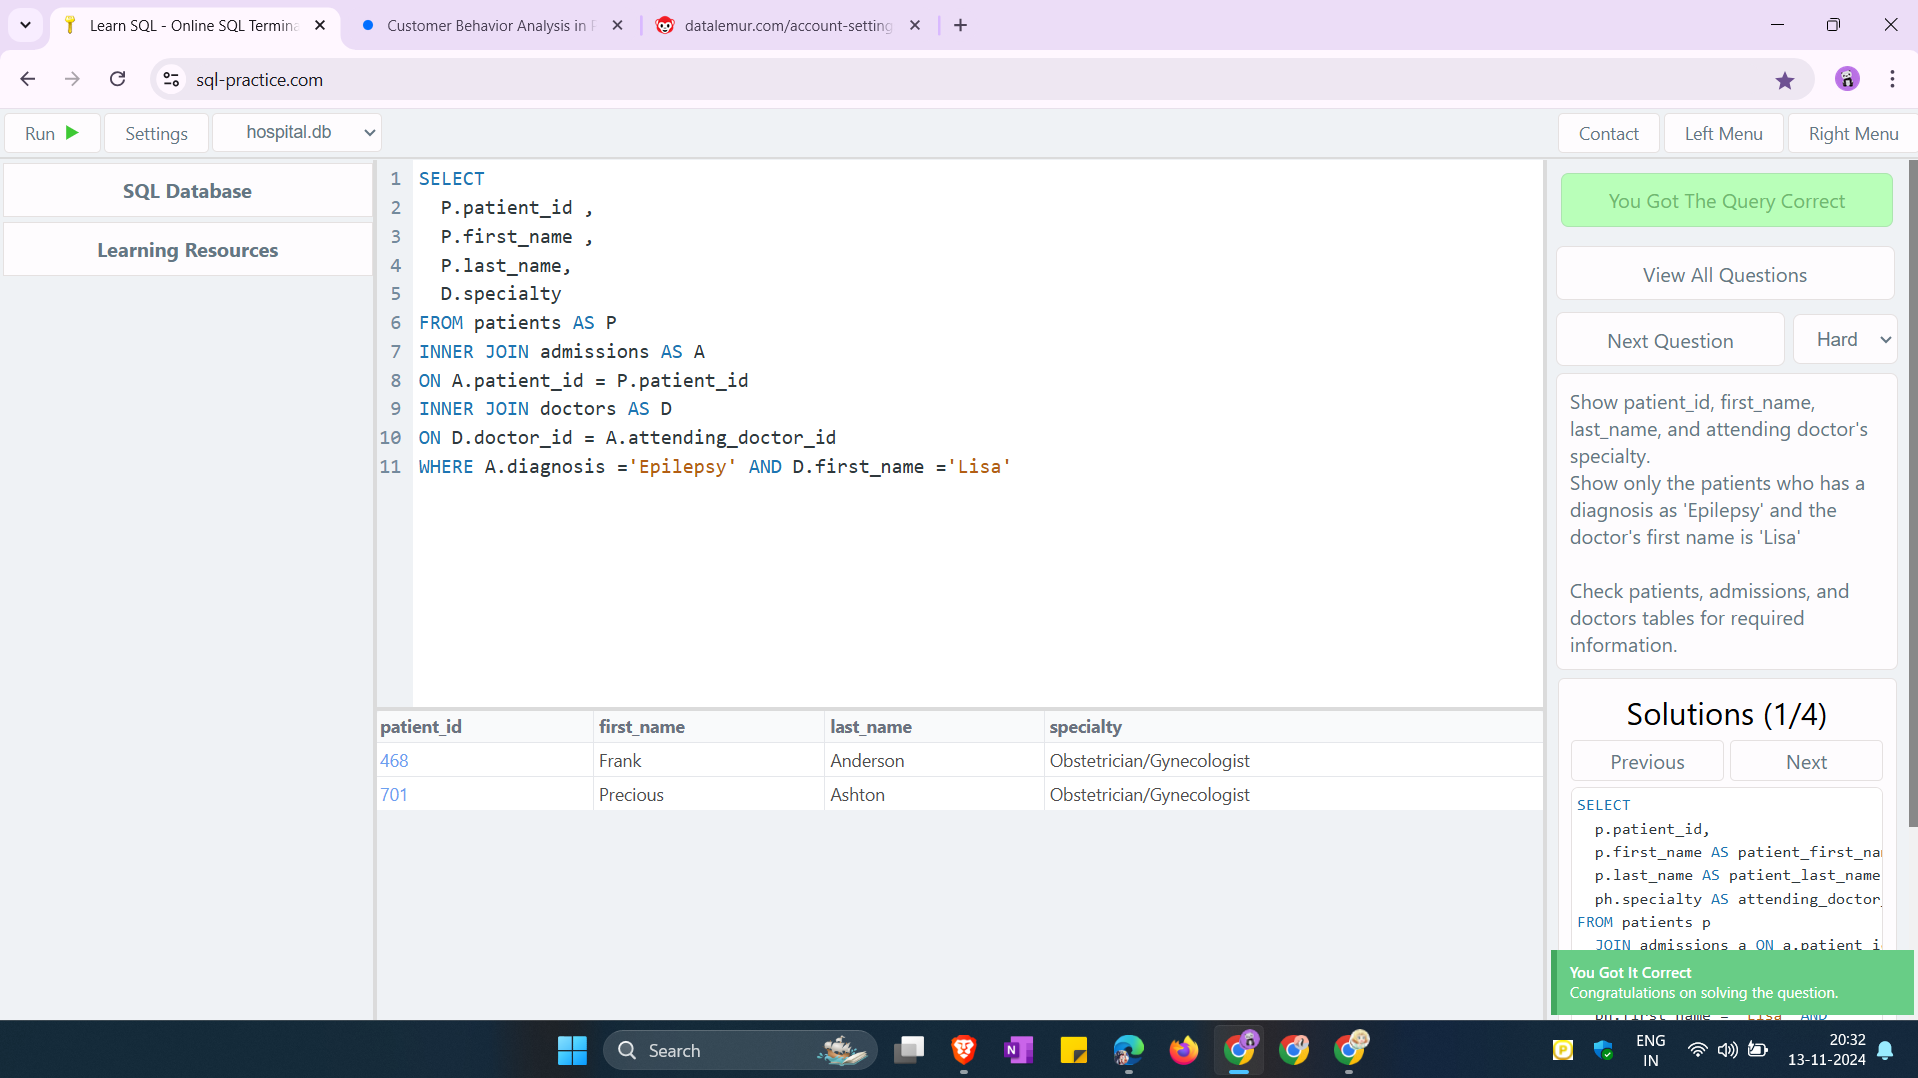 Learn SQL - Online SQL Termina
Customer Behavior Analysis in
datalemur.com/account-setting
sql-practice.com
Run
Settings
hospital.db
Contact
Left Menu
Right Menu
SQL Database
Learning Resources
1 SELECT
2 P.patient_id ,
3 P.first_name ,
4 P.last_name,
5 D.specialty
6 FROM patients AS P
7 INNER JOIN admissions AS A
8 ON A.patient_id = P.patient_id
9 INNER JOIN doctors AS D
10 ON D.doctor_id = A.attending_doctor_id
11 WHERE A.diagnosis ='Epilepsy' AND D.first_name ='Lisa'
patient_id first_name last_name specialty
468 Frank Anderson Obstetrician/Gynecologist
701 Precious Ashton Obstetrician/Gynecologist
You Got The Query Correct
View All Questions
Next Question
Hard
Show patient_id, first_name,
last_name, and attending doctor's
specialty.
Show only the patients who has a
diagnosis as 'Epilepsy' and the
doctor's first name is 'Lisa'
Check patients, admissions, and
doctors tables for required
information.
Solutions (1/4)
Previous
Next
SELECT
p.patient_id,
p.first_name AS patient_first_na
p.last_name AS patient_last_name
ph.specialty AS attending_doctor_
FROM patients p
JOIN admissions a ON a.patient_i
You Got It Correct
Congratulations on solving the question.
Search
ENG
IN
20:32
13-11-2024